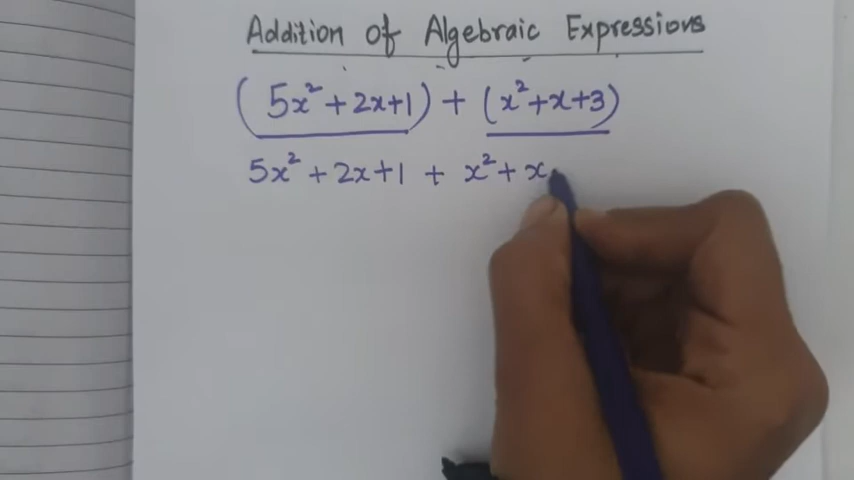 Addition of Algebraic Expressions
(5x² + 2x + 1) + (x² + x + 3)
5x² + 2x + 1 + x² + x